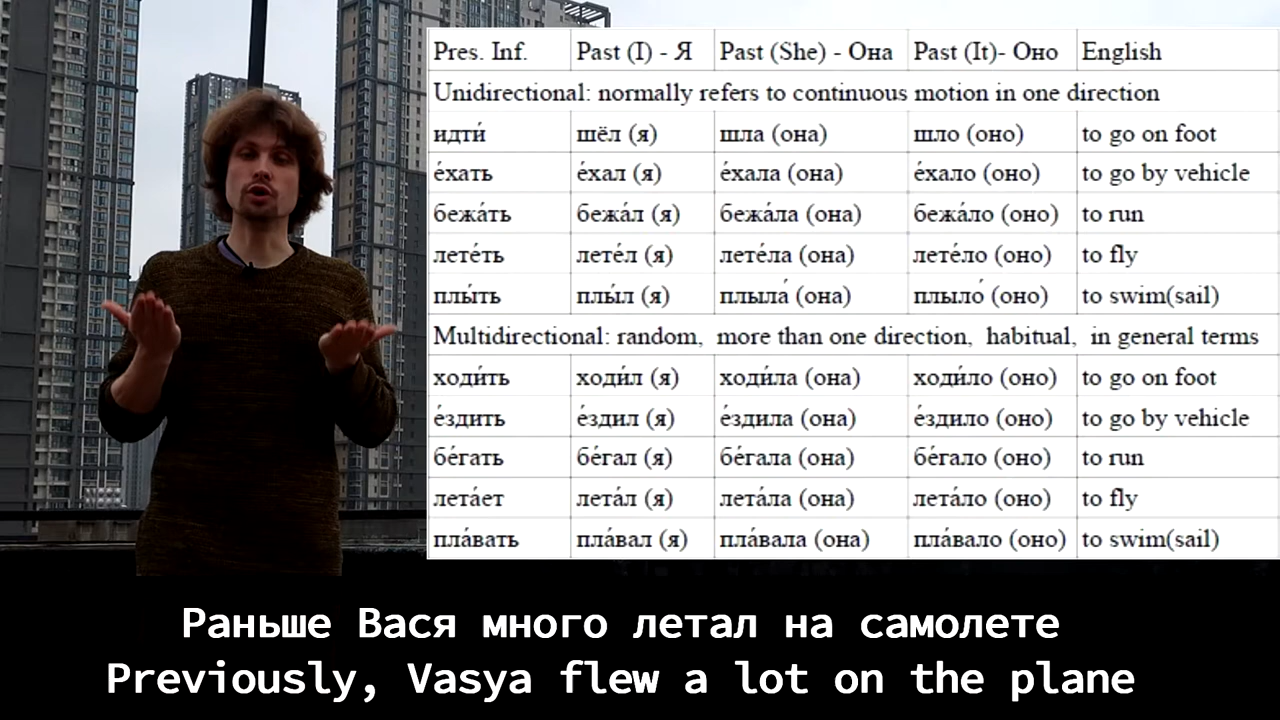 Pres. Inf. Past (I) - Я Past (She) - Она Past (It)- Оно English
Unidirectional: normally refers to continuous motion in one direction
идти́ шёл (я) шла (она) шло (оно) to go on foot
е́хать е́хал (я) е́хала (она) е́хало (оно) to go by vehicle
бежа́ть бежа́л (я) бежа́ла (она) бежа́ло (оно) to run
лете́ть лете́л (я) лете́ла (она) лете́ло (оно) to fly
плы́ть плы́л (я) плыла́ (она) плыло́ (оно) to swim(sail)
Multidirectional: random, more than one direction, habitual, in general terms
ходи́ть ходи́л (я) ходи́ла (она) ходи́ло (оно) to go on foot
е́здить е́здил (я) е́здила (она) е́здило (оно) to go by vehicle
бе́гать бе́гал (я) бе́гала (она) бе́гало (оно) to run
лета́ет лета́л (я) лета́ла (она) лета́ло (оно) to fly
пла́вать пла́вал (я) пла́вала (она) пла́вало (оно) to swim(sail)
Раньше Вася много летал на самолете
Previously, Vasya flew a lot on the plane